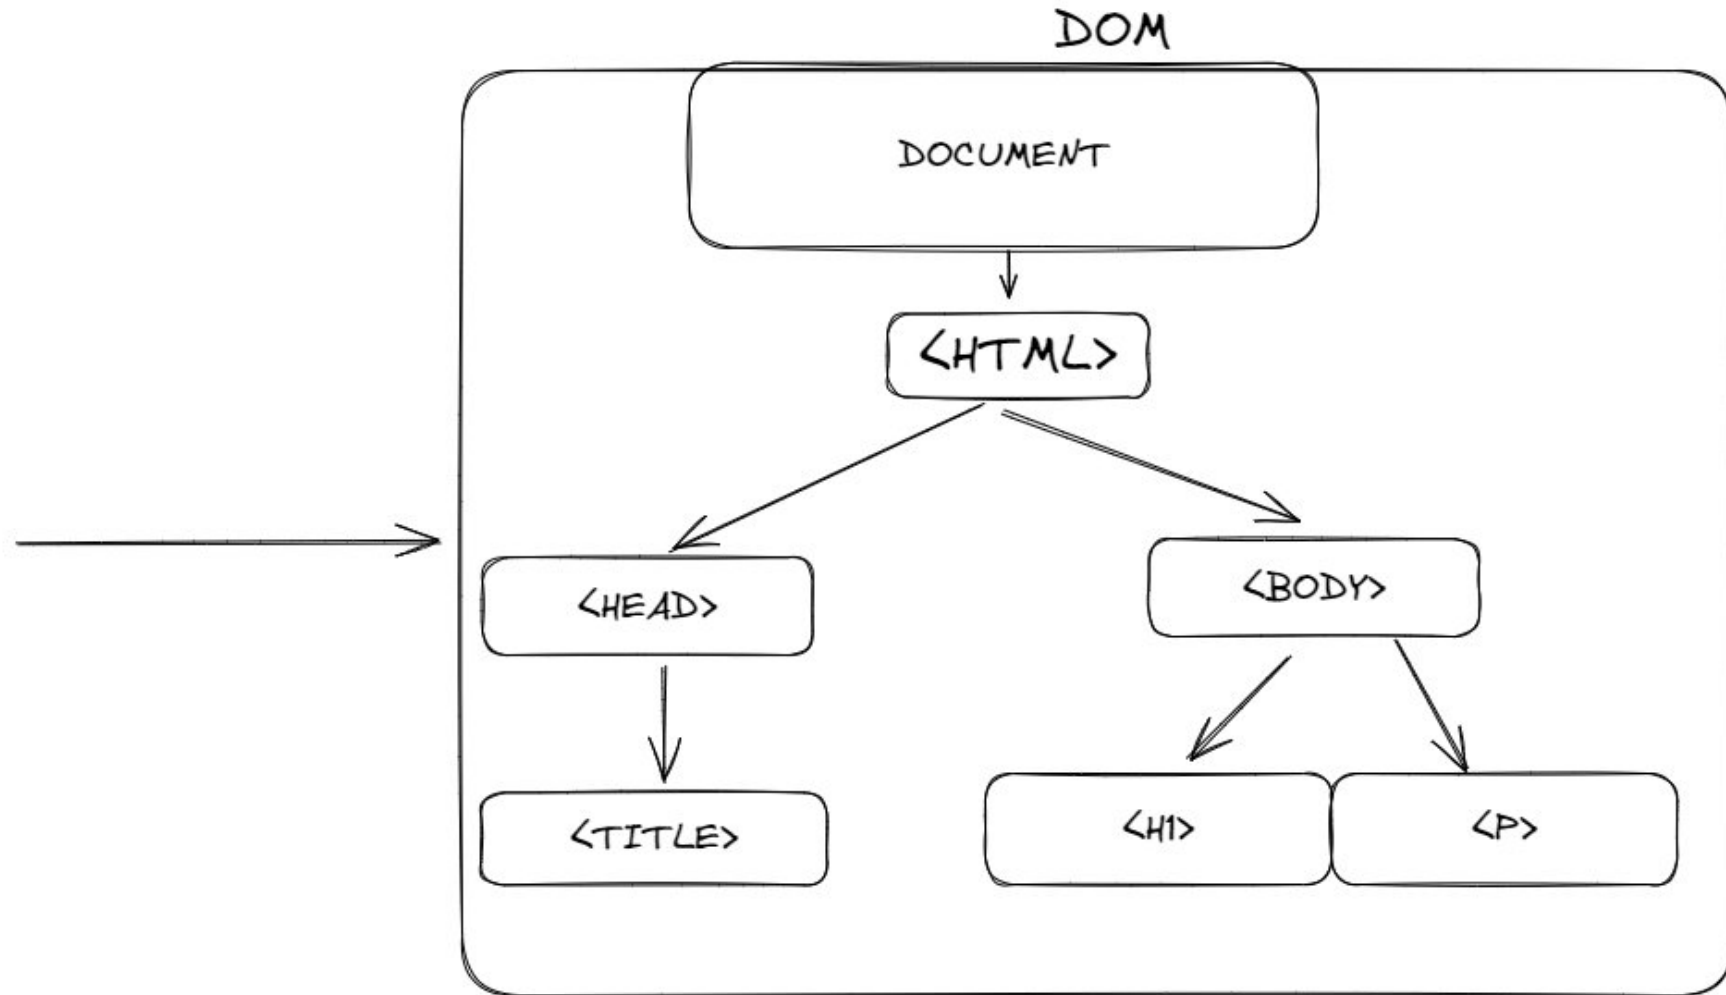 DOM
DOCUMENT
<HTML>
<HEAD>
<BODY>
<TITLE>
<H1>
<P>